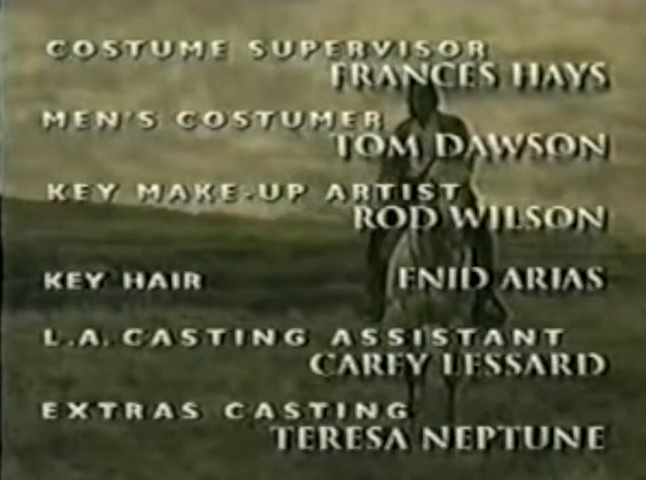 COSTUME SUPERVISOR
FRANCES HAYS
MEN'S COSTUMER
TOM DAWSON
KEY MAKE-UP ARTIST
ROD WILSON
KEY HAIR ENID ARIAS
L.A. CASTING ASSISTANT
CAREY LESSARD
EXTRAS CASTING
TERESA NEPTUNE